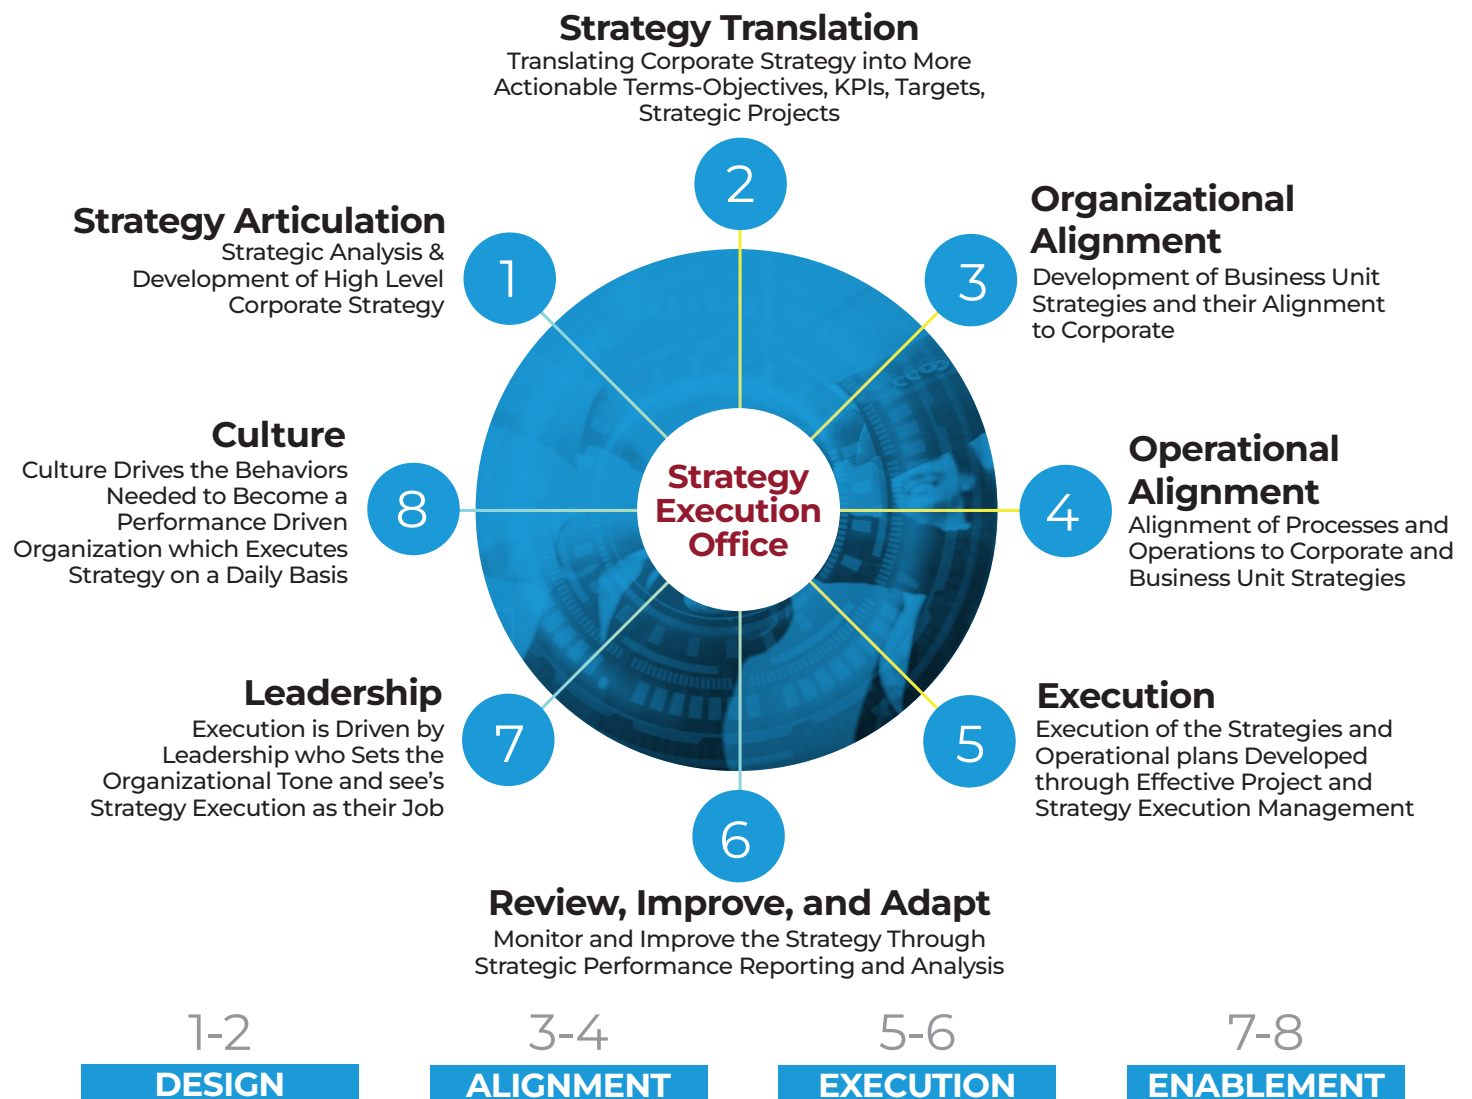 Strategy Translation
Translating Corporate Strategy into More
Actionable Terms-Objectives, KPIs, Targets,
Strategic Projects
2
Strategy Articulation
Strategic Analysis &
Development of High Level
Corporate Strategy
1
Organizational
Alignment
Development of Business Unit
Strategies and their Alignment
to Corporate
3
Culture
Culture Drives the Behaviors
Needed to Become a
Performance Driven
Organization which Executes
Strategy on a Daily Basis
8
Strategy
Execution
Office
4
Operational
Alignment
Alignment of Processes and
Operations to Corporate and
Business Unit Strategies
Leadership
Execution is Driven by
Leadership who Sets the
Organizational Tone and see's
Strategy Execution as their Job
7
5
Execution
Execution of the Strategies and
Operational plans Developed
through Effective Project and
Strategy Execution Management
6
Review, Improve, and Adapt
Monitor and Improve the Strategy Through
Strategic Performance Reporting and Analysis
1-2
DESIGN
3-4
ALIGNMENT
5-6
EXECUTION
7-8
ENABLEMENT